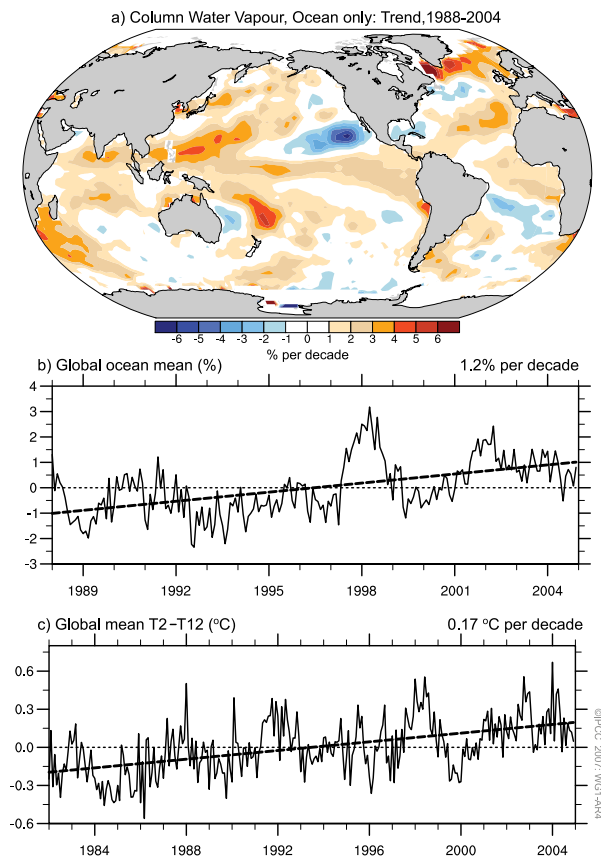 a) Column Water Vapour, Ocean only: Trend,1988-2004
-6 -5 -4 -3 -2 -1 0 1 2 3 4 5 6
% per decade
b) Global ocean mean (%) 1.2% per decade
4
3
2
1
0
-1
-2
-3
1989 1992 1995 1998 2001 2004
c) Global mean T2-T12 (ºC) 0.17 ºC per decade
0.6
0.3
0.0
-0.3
-0.6
1984 1988 1992 1996 2000 2004
©IPCC 2007: WG1-AR4